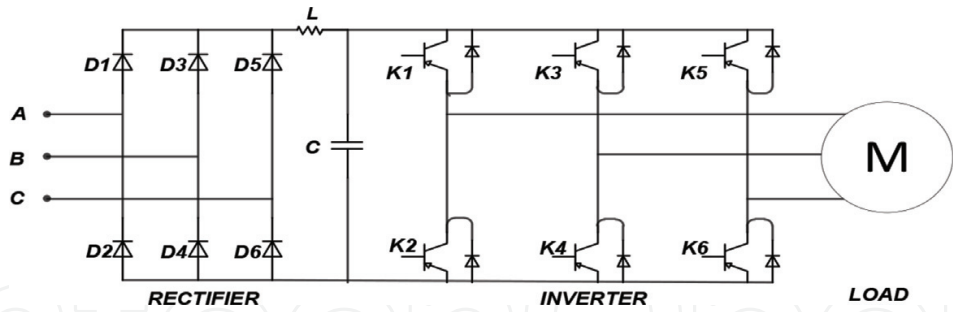 L
D1
D3
D5
K1
K3
K5
A
B
C
C
M
D2
D4
D6
K2
K4
K6
RECTIFIER
INVERTER
LOAD